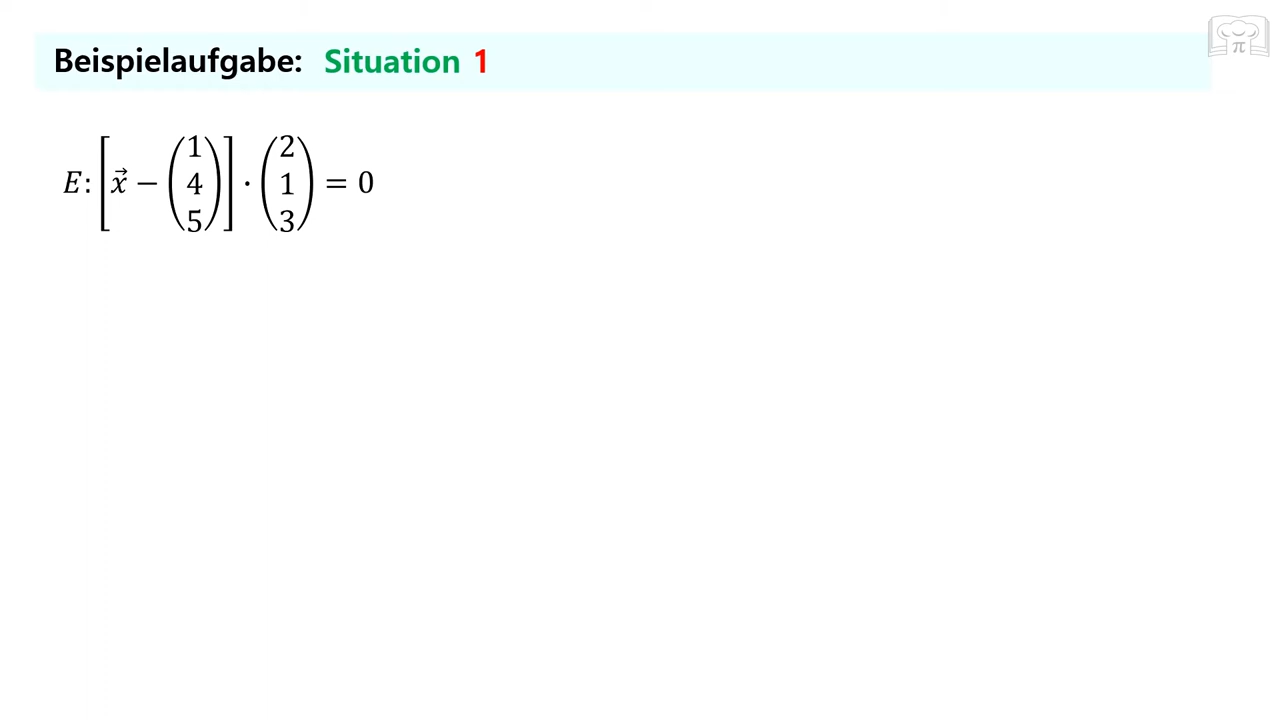 Beispielaufgabe: Situation 1
E: [x⃗ − (1 4 5)] · (2 1 3) = 0
π